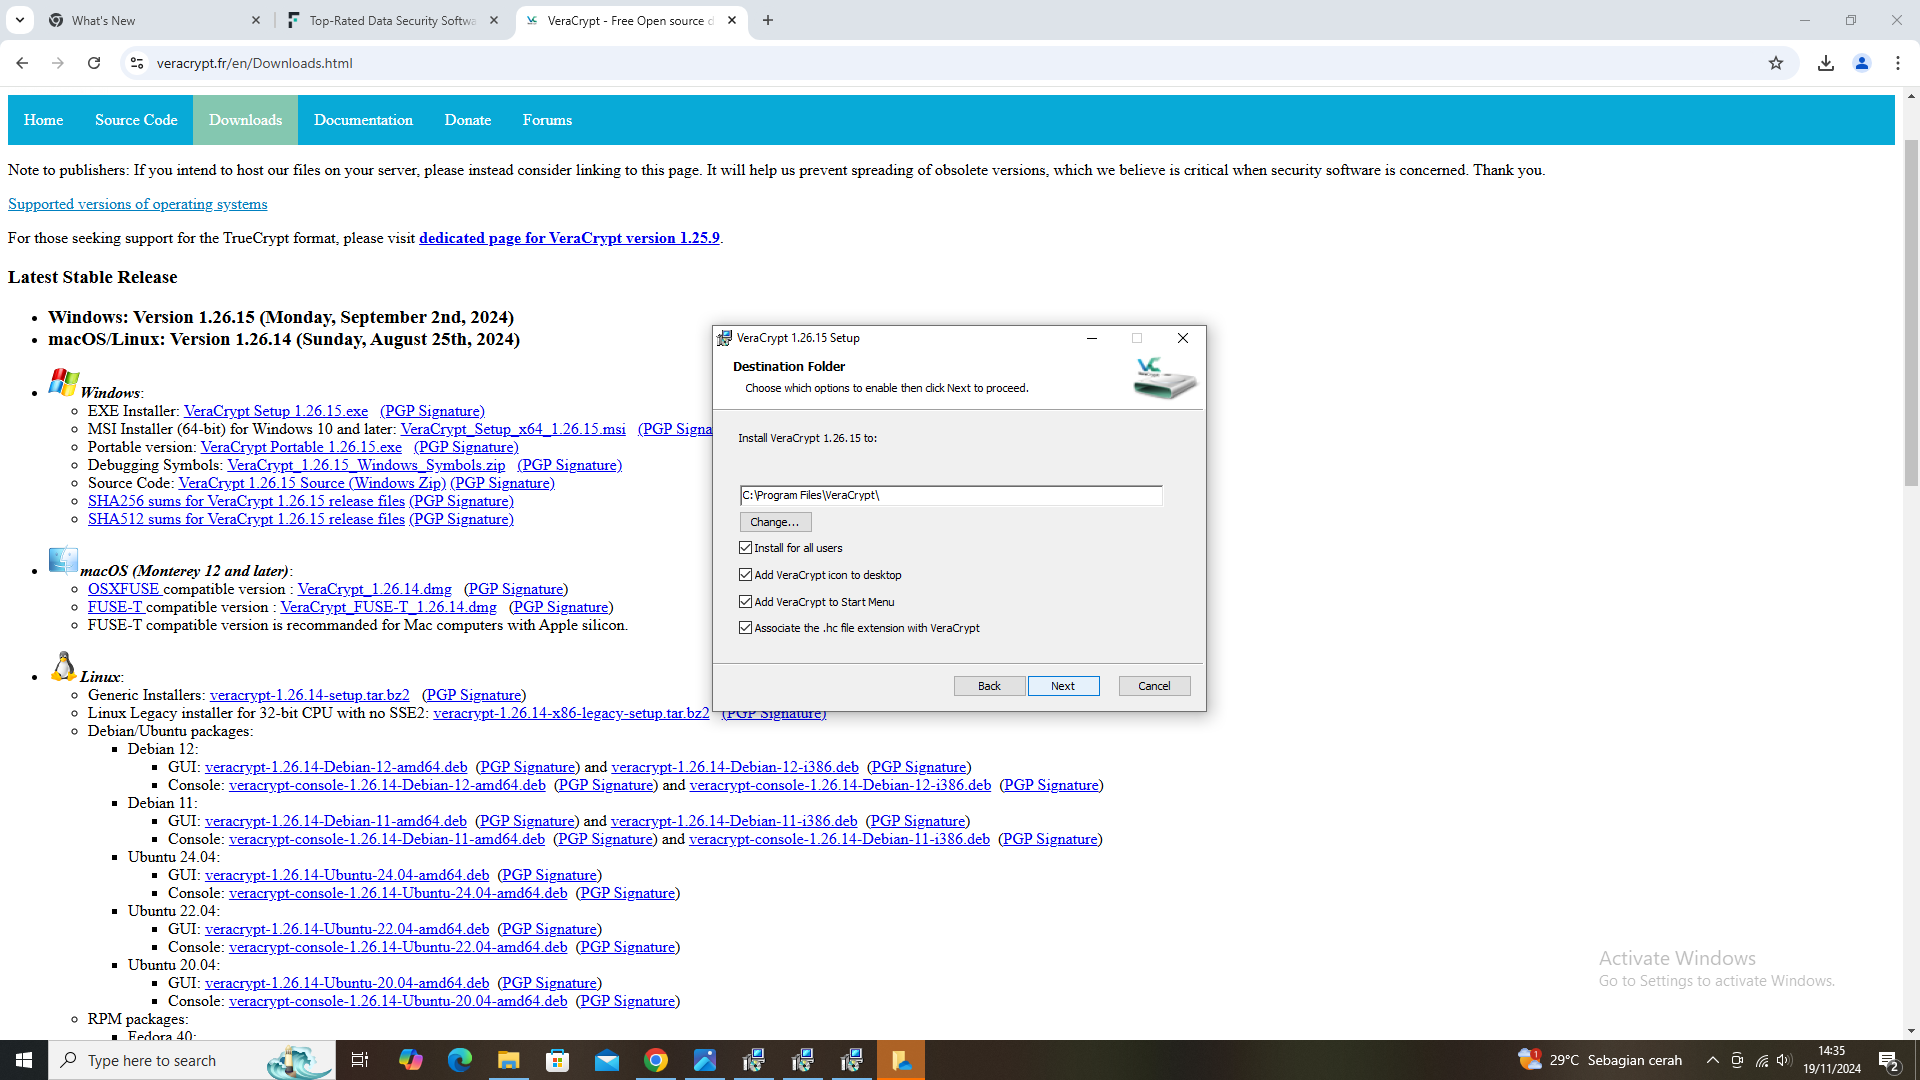 What's New
Top-Rated Data Security Softwa
VeraCrypt - Free Open source d
veracrypt.fr/en/Downloads.html
Home
Source Code
Downloads
Documentation
Donate
Forums
Note to publishers: If you intend to host our files on your server, please instead consider linking to this page. It will help us prevent spreading of obsolete versions, which we believe is critical when security software is concerned. Thank you.
Supported versions of operating systems
For those seeking support for the TrueCrypt format, please visit dedicated page for VeraCrypt version 1.25.9.
Latest Stable Release
Windows: Version 1.26.15 (Monday, September 2nd, 2024)
macOS/Linux: Version 1.26.14 (Sunday, August 25th, 2024)
Windows:
EXE Installer: VeraCrypt Setup 1.26.15.exe (PGP Signature)
MSI Installer (64-bit) for Windows 10 and later: VeraCrypt_Setup_x64_1.26.15.msi (PGP Signa
Portable version: VeraCrypt Portable 1.26.15.exe (PGP Signature)
Debugging Symbols: VeraCrypt_1.26.15_Windows_Symbols.zip (PGP Signature)
Source Code: VeraCrypt 1.26.15 Source (Windows Zip) (PGP Signature)
SHA256 sums for VeraCrypt 1.26.15 release files (PGP Signature)
SHA512 sums for VeraCrypt 1.26.15 release files (PGP Signature)
macOS (Monterey 12 and later):
OSXFUSE compatible version : VeraCrypt_1.26.14.dmg (PGP Signature)
FUSE-T compatible version : VeraCrypt_FUSE-T_1.26.14.dmg (PGP Signature)
FUSE-T compatible version is recommanded for Mac computers with Apple silicon.
Linux:
Generic Installers: veracrypt-1.26.14-setup.tar.bz2 (PGP Signature)
Linux Legacy installer for 32-bit CPU with no SSE2: veracrypt-1.26.14-x86-legacy-setup.tar.bz2 (PGP Signature)
Debian/Ubuntu packages:
Debian 12:
GUI: veracrypt-1.26.14-Debian-12-amd64.deb (PGP Signature) and veracrypt-1.26.14-Debian-12-i386.deb (PGP Signature)
Console: veracrypt-console-1.26.14-Debian-12-amd64.deb (PGP Signature) and veracrypt-console-1.26.14-Debian-12-i386.deb (PGP Signature)
Debian 11:
GUI: veracrypt-1.26.14-Debian-11-amd64.deb (PGP Signature) and veracrypt-1.26.14-Debian-11-i386.deb (PGP Signature)
Console: veracrypt-console-1.26.14-Debian-11-amd64.deb (PGP Signature) and veracrypt-console-1.26.14-Debian-11-i386.deb (PGP Signature)
Ubuntu 24.04:
GUI: veracrypt-1.26.14-Ubuntu-24.04-amd64.deb (PGP Signature)
Console: veracrypt-console-1.26.14-Ubuntu-24.04-amd64.deb (PGP Signature)
Ubuntu 22.04:
GUI: veracrypt-1.26.14-Ubuntu-22.04-amd64.deb (PGP Signature)
Console: veracrypt-console-1.26.14-Ubuntu-22.04-amd64.deb (PGP Signature)
Ubuntu 20.04:
GUI: veracrypt-1.26.14-Ubuntu-20.04-amd64.deb (PGP Signature)
Console: veracrypt-console-1.26.14-Ubuntu-20.04-amd64.deb (PGP Signature)
RPM packages:
Fedora 40:
VeraCrypt 1.26.15 Setup
Destination Folder
Choose which options to enable then click Next to proceed.
Install VeraCrypt 1.26.15 to:
C:\Program Files\VeraCrypt\
Change...
Install for all users
Add VeraCrypt icon to desktop
Add VeraCrypt to Start Menu
Associate the .hc file extension with VeraCrypt
Back
Next
Cancel
Activate Windows
Go to Settings to activate Windows.
Type here to search
1
29°C Sebagian cerah
14:35
19/11/2024
2